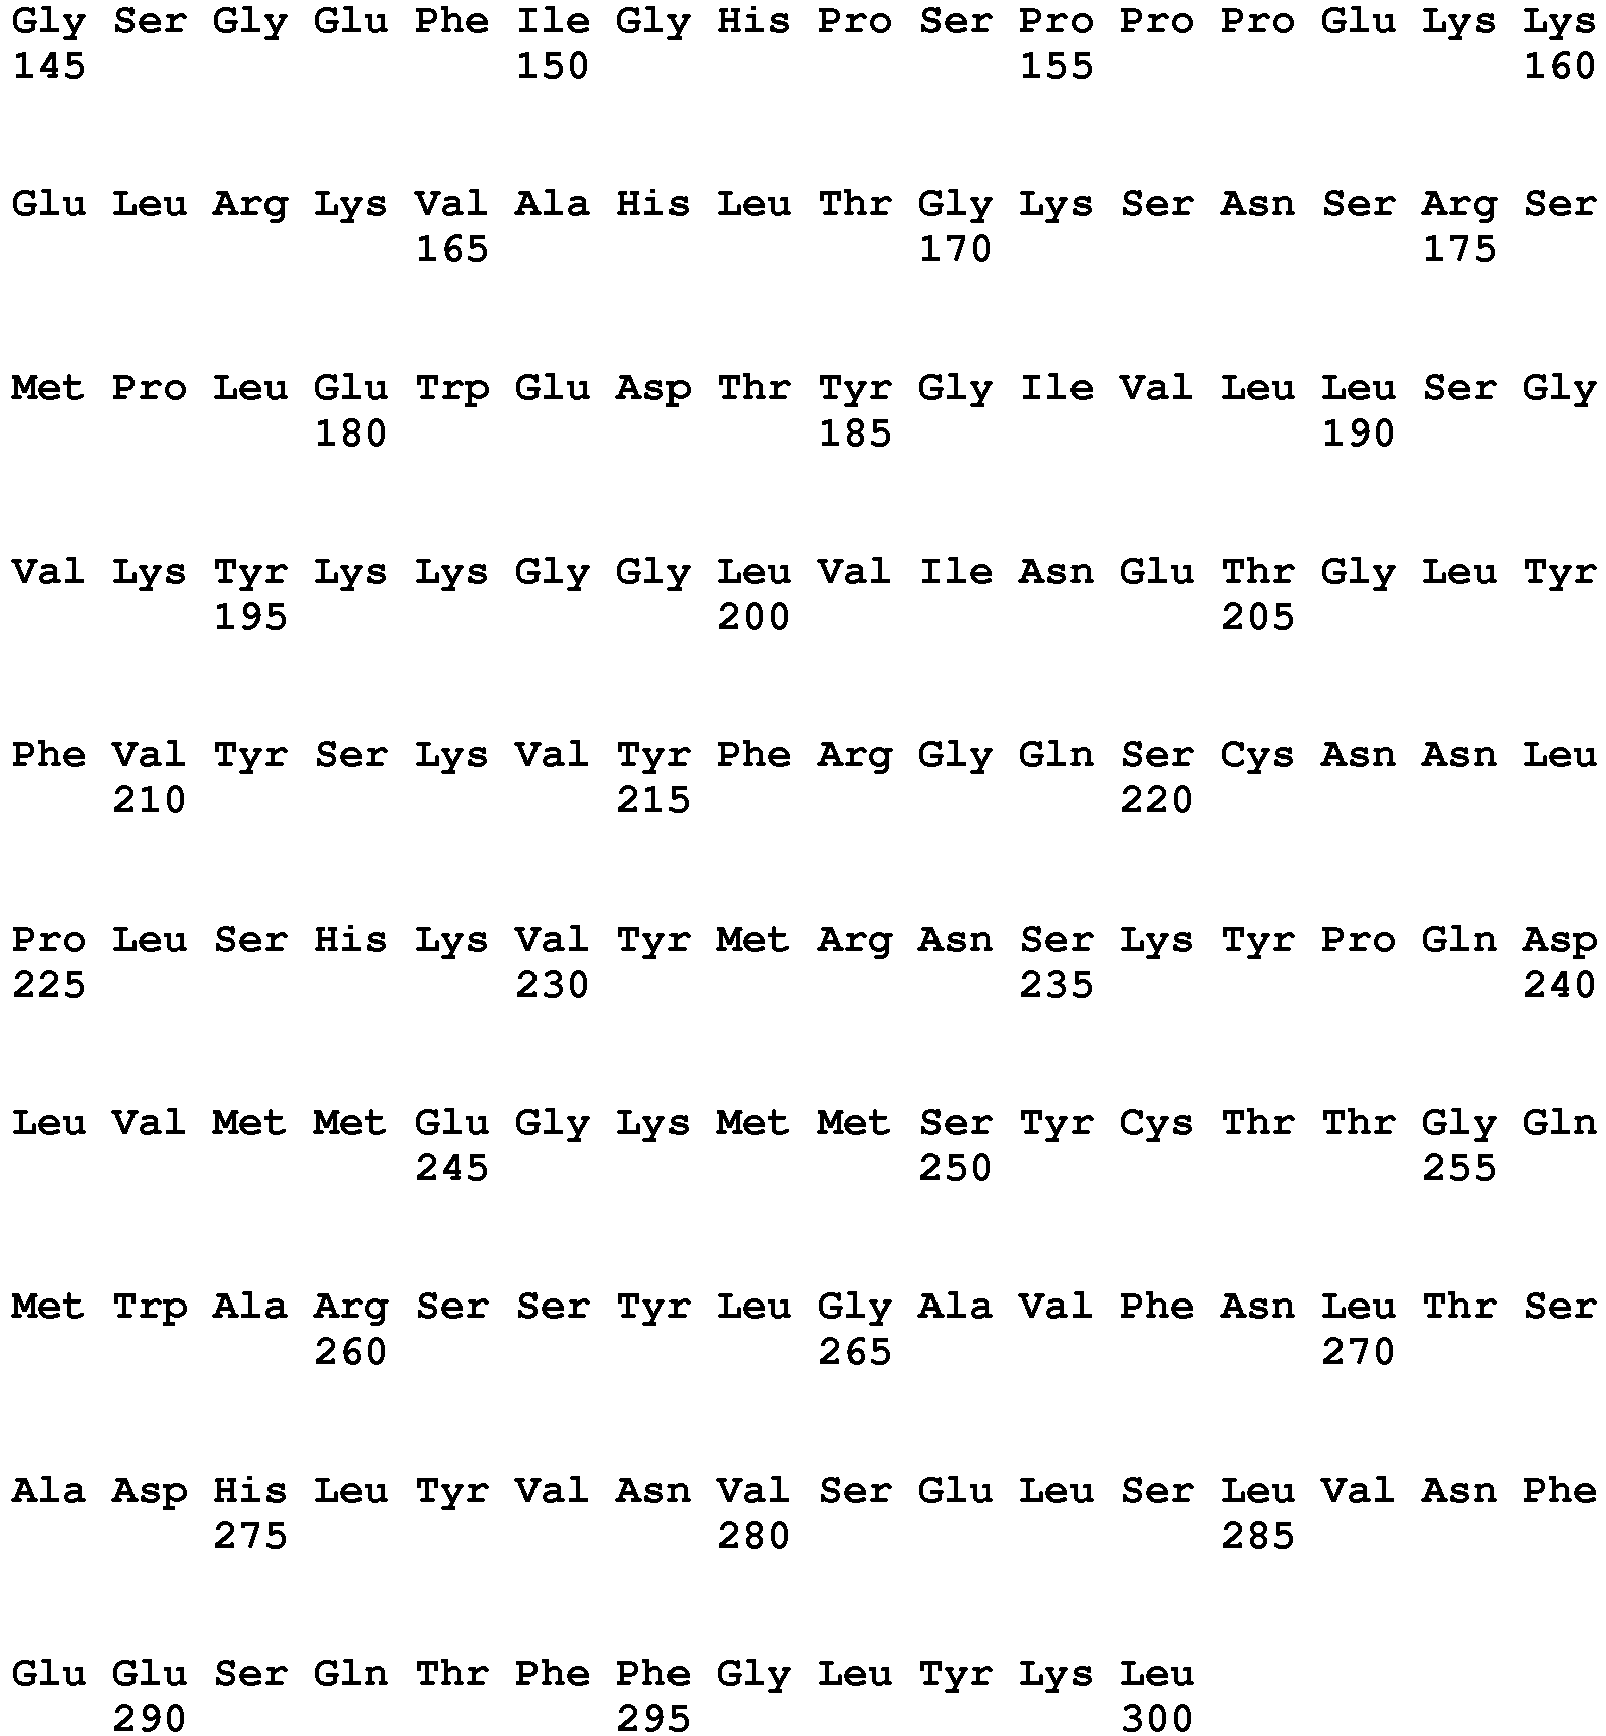 Gly Ser Gly Glu Phe Ile Gly His Pro Ser Pro Pro Pro Glu Lys Lys
145 150 155 160
Glu Leu Arg Lys Val Ala His Leu Thr Gly Lys Ser Asn Ser Arg Ser
165 170 175
Met Pro Leu Glu Trp Glu Asp Thr Tyr Gly Ile Val Leu Leu Ser Gly
180 185 190
Val Lys Tyr Lys Lys Gly Gly Leu Val Ile Asn Glu Thr Gly Leu Tyr
195 200 205
Phe Val Tyr Ser Lys Val Tyr Phe Arg Gly Gln Ser Cys Asn Asn Leu
210 215 220
Pro Leu Ser His Lys Val Tyr Met Arg Asn Ser Lys Tyr Pro Gln Asp
225 230 235 240
Leu Val Met Met Glu Gly Lys Met Met Ser Tyr Cys Thr Thr Gly Gln
245 250 255
Met Trp Ala Arg Ser Ser Tyr Leu Gly Ala Val Phe Asn Leu Thr Ser
260 265 270
Ala Asp His Leu Tyr Val Asn Val Ser Glu Leu Ser Leu Val Asn Phe
275 280 285
Glu Glu Ser Gln Thr Phe Phe Gly Leu Tyr Lys Leu
290 295 300